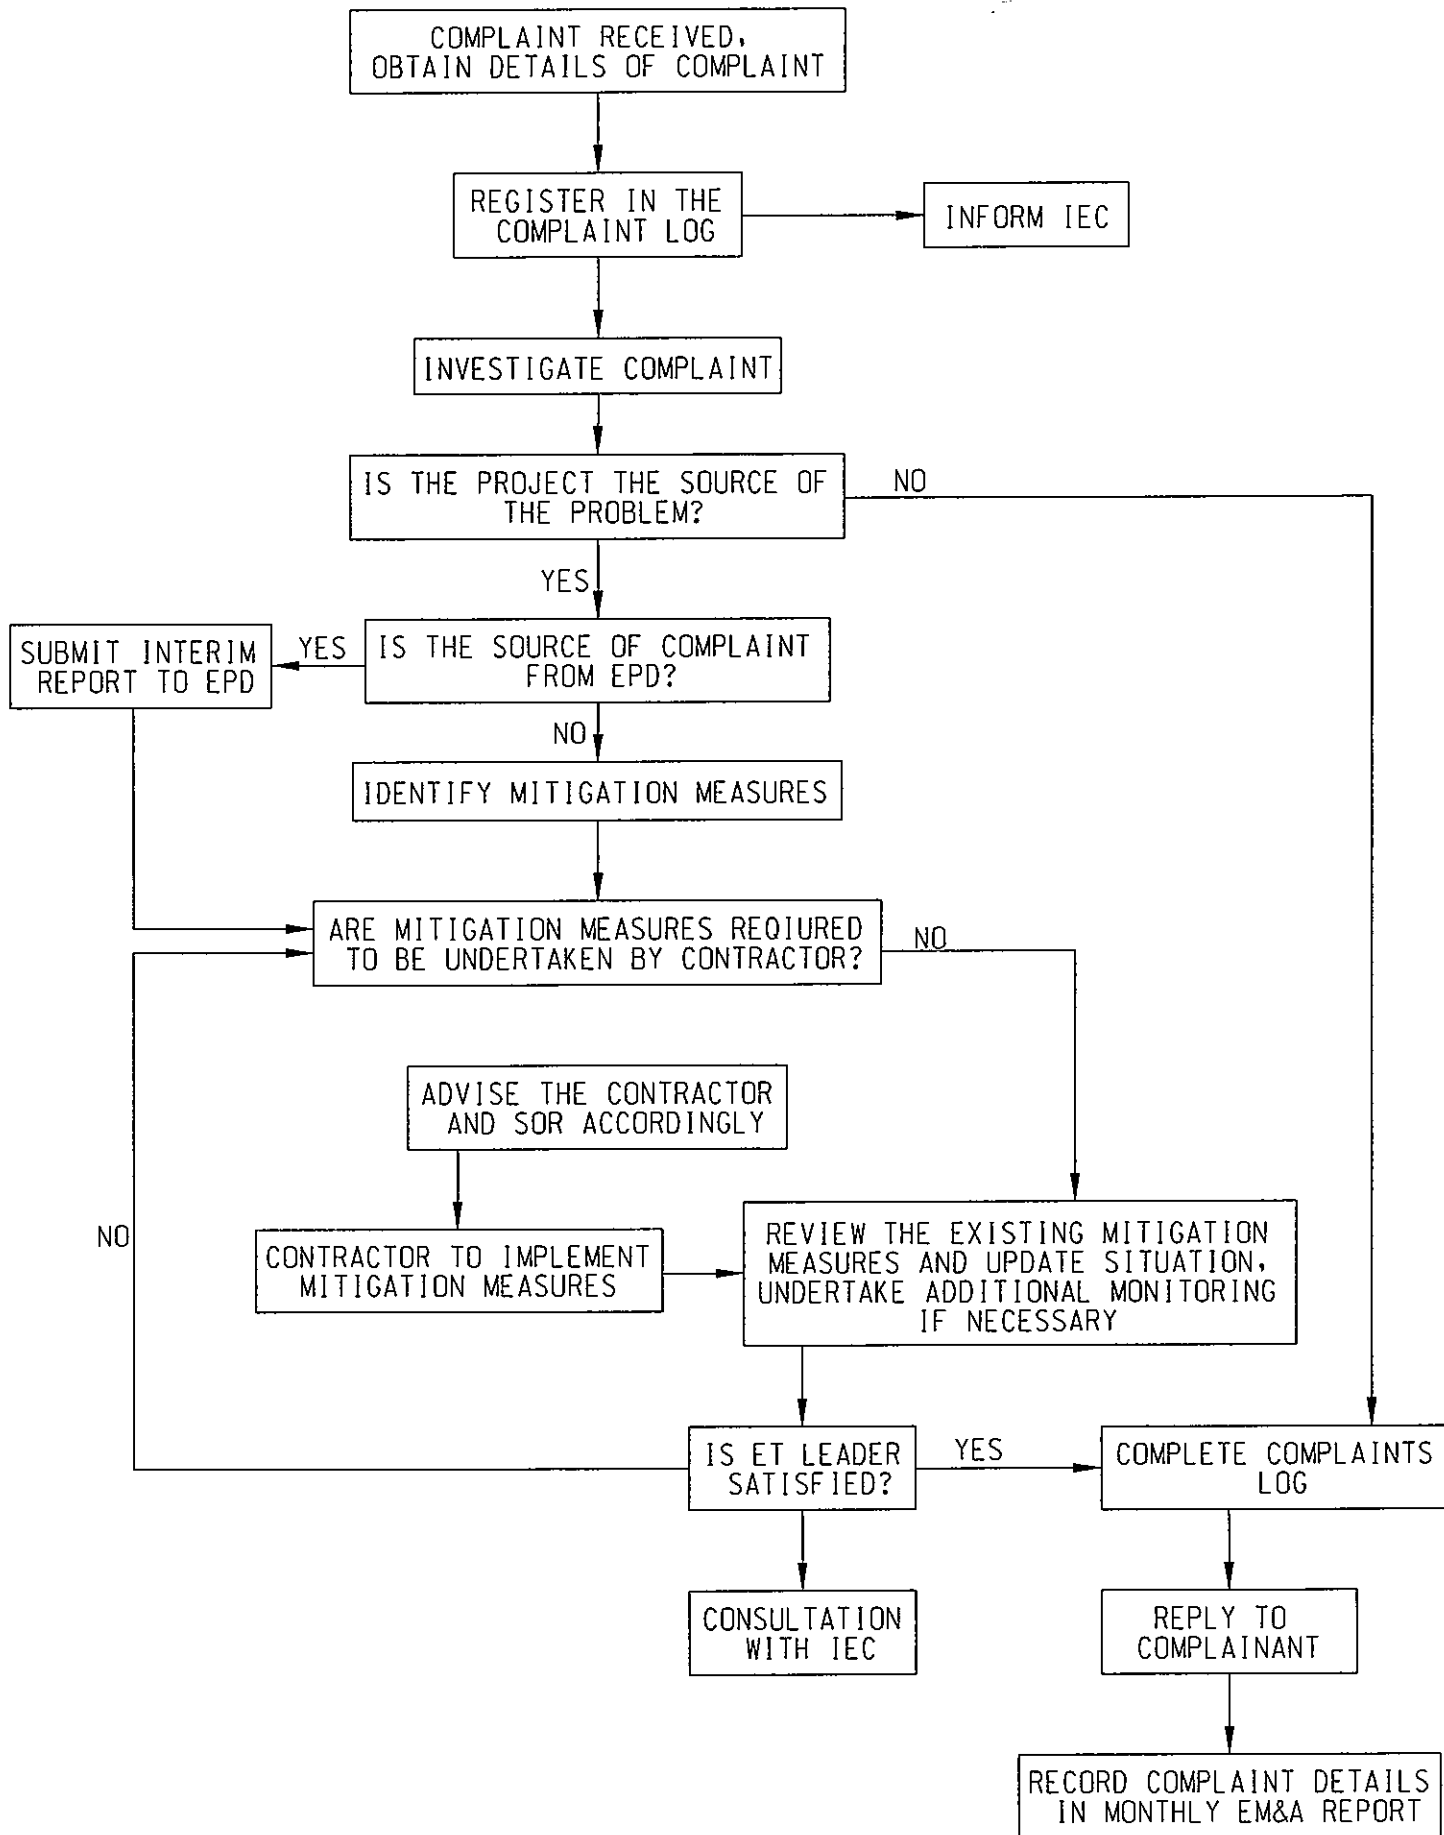 COMPLAINT RECEIVED,
OBTAIN DETAILS OF COMPLAINT
REGISTER IN THE
COMPLAINT LOG
INFORM IEC
INVESTIGATE COMPLAINT
IS THE PROJECT THE SOURCE OF
THE PROBLEM?
NO
YES
SUBMIT INTERIM
REPORT TO EPD
YES
IS THE SOURCE OF COMPLAINT
FROM EPD?
NO
IDENTIFY MITIGATION MEASURES
ARE MITIGATION MEASURES REQIURED
TO BE UNDERTAKEN BY CONTRACTOR?
NO
ADVISE THE CONTRACTOR
AND SOR ACCORDINGLY
NO
CONTRACTOR TO IMPLEMENT
MITIGATION MEASURES
REVIEW THE EXISTING MITIGATION
MEASURES AND UPDATE SITUATION,
UNDERTAKE ADDITIONAL MONITORING
IF NECESSARY
IS ET LEADER
SATISFIED?
YES
COMPLETE COMPLAINTS
LOG
CONSULTATION
WITH IEC
REPLY TO
COMPLAINANT
RECORD COMPLAINT DETAILS
IN MONTHLY EM&A REPORT